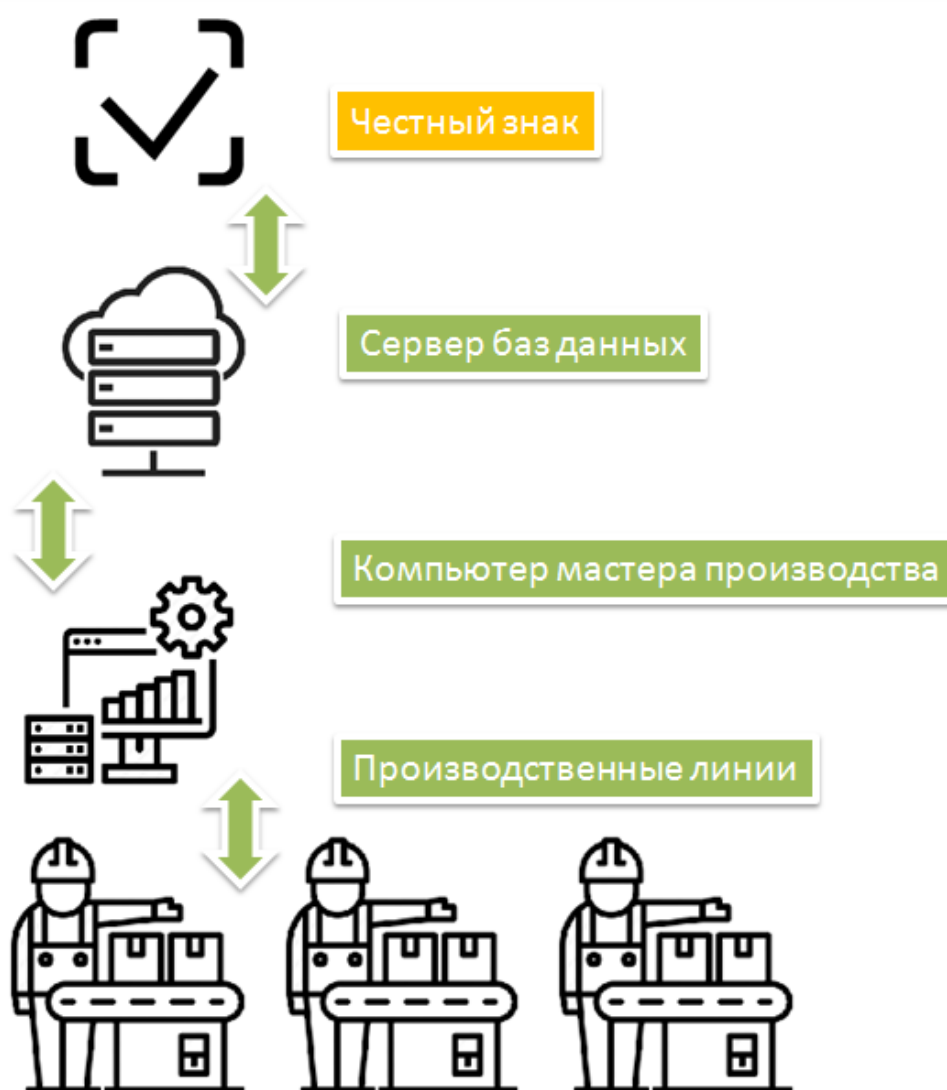 Честный знак
Сервер баз данных
Компьютер мастера производства
Производственные линии